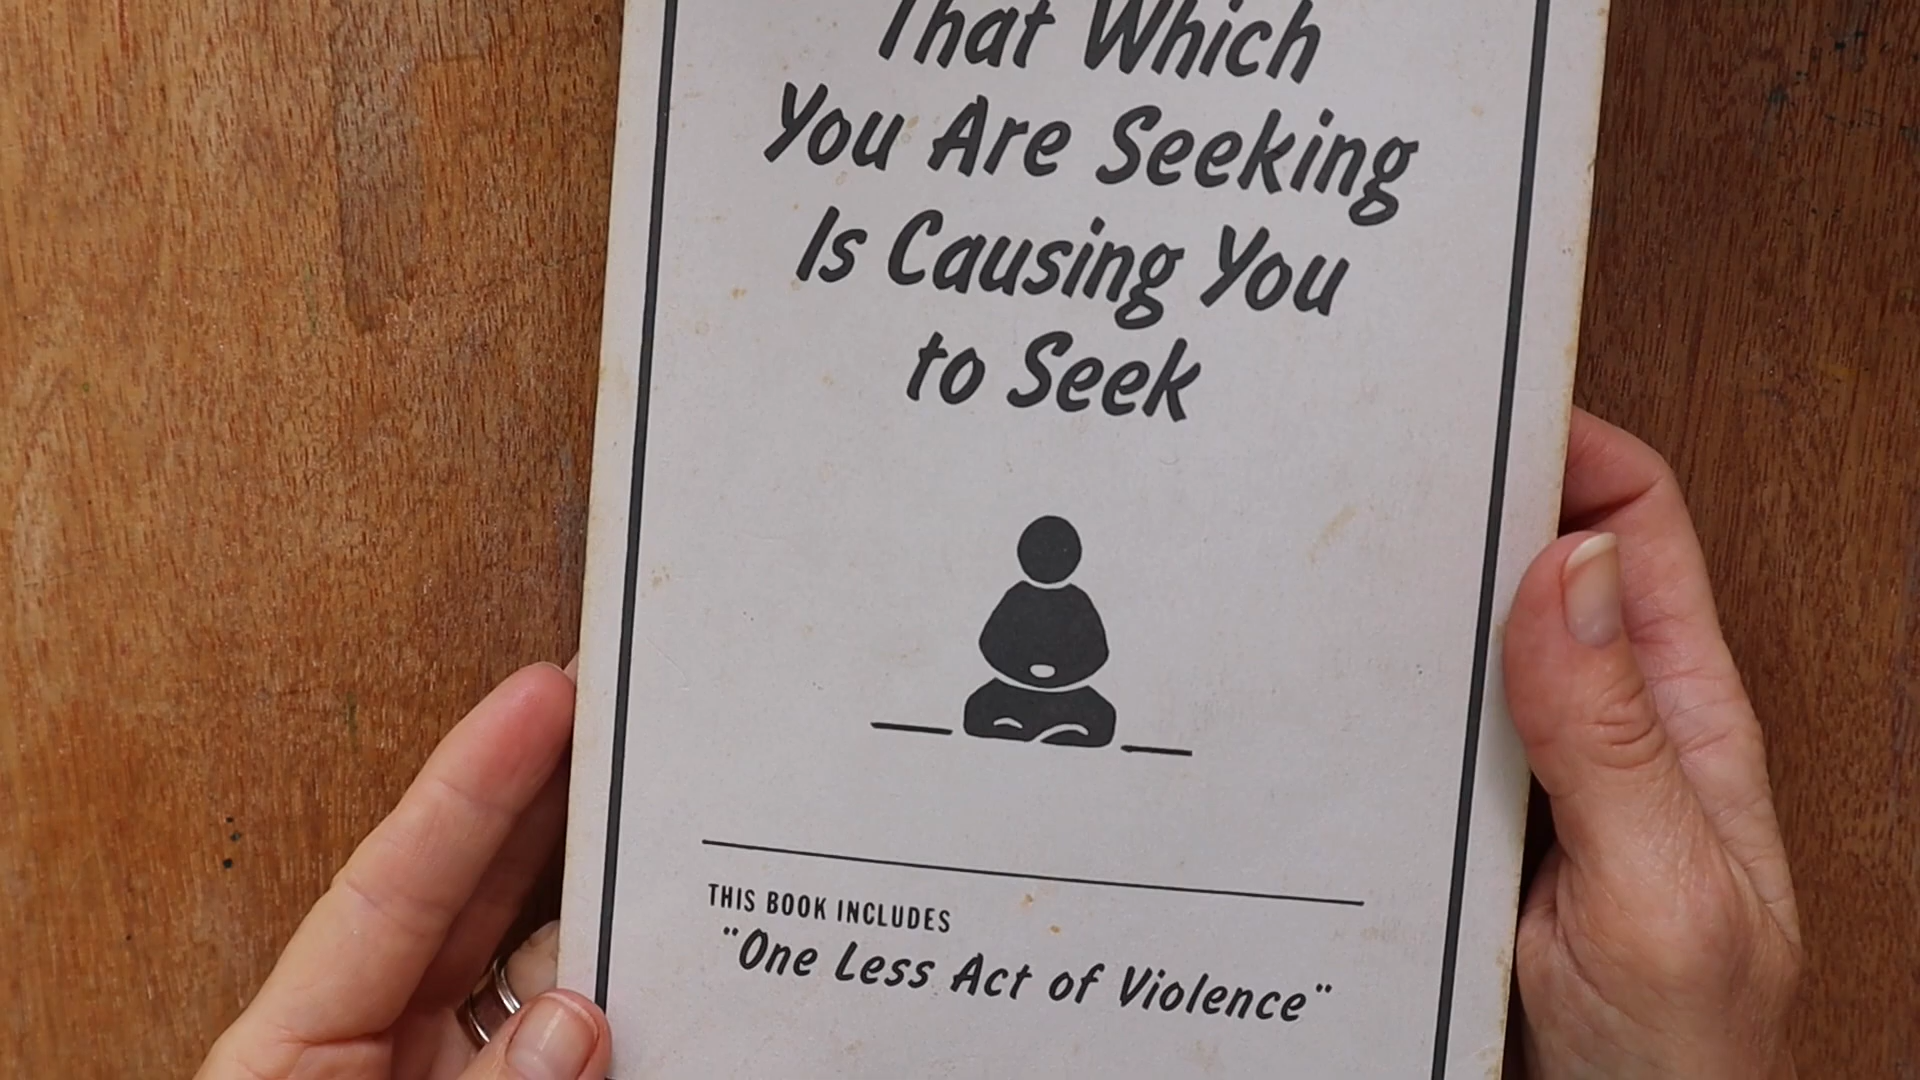 That Which
You Are Seeking
Is Causing You
to Seek
THIS BOOK INCLUDES
"One Less Act of Violence"